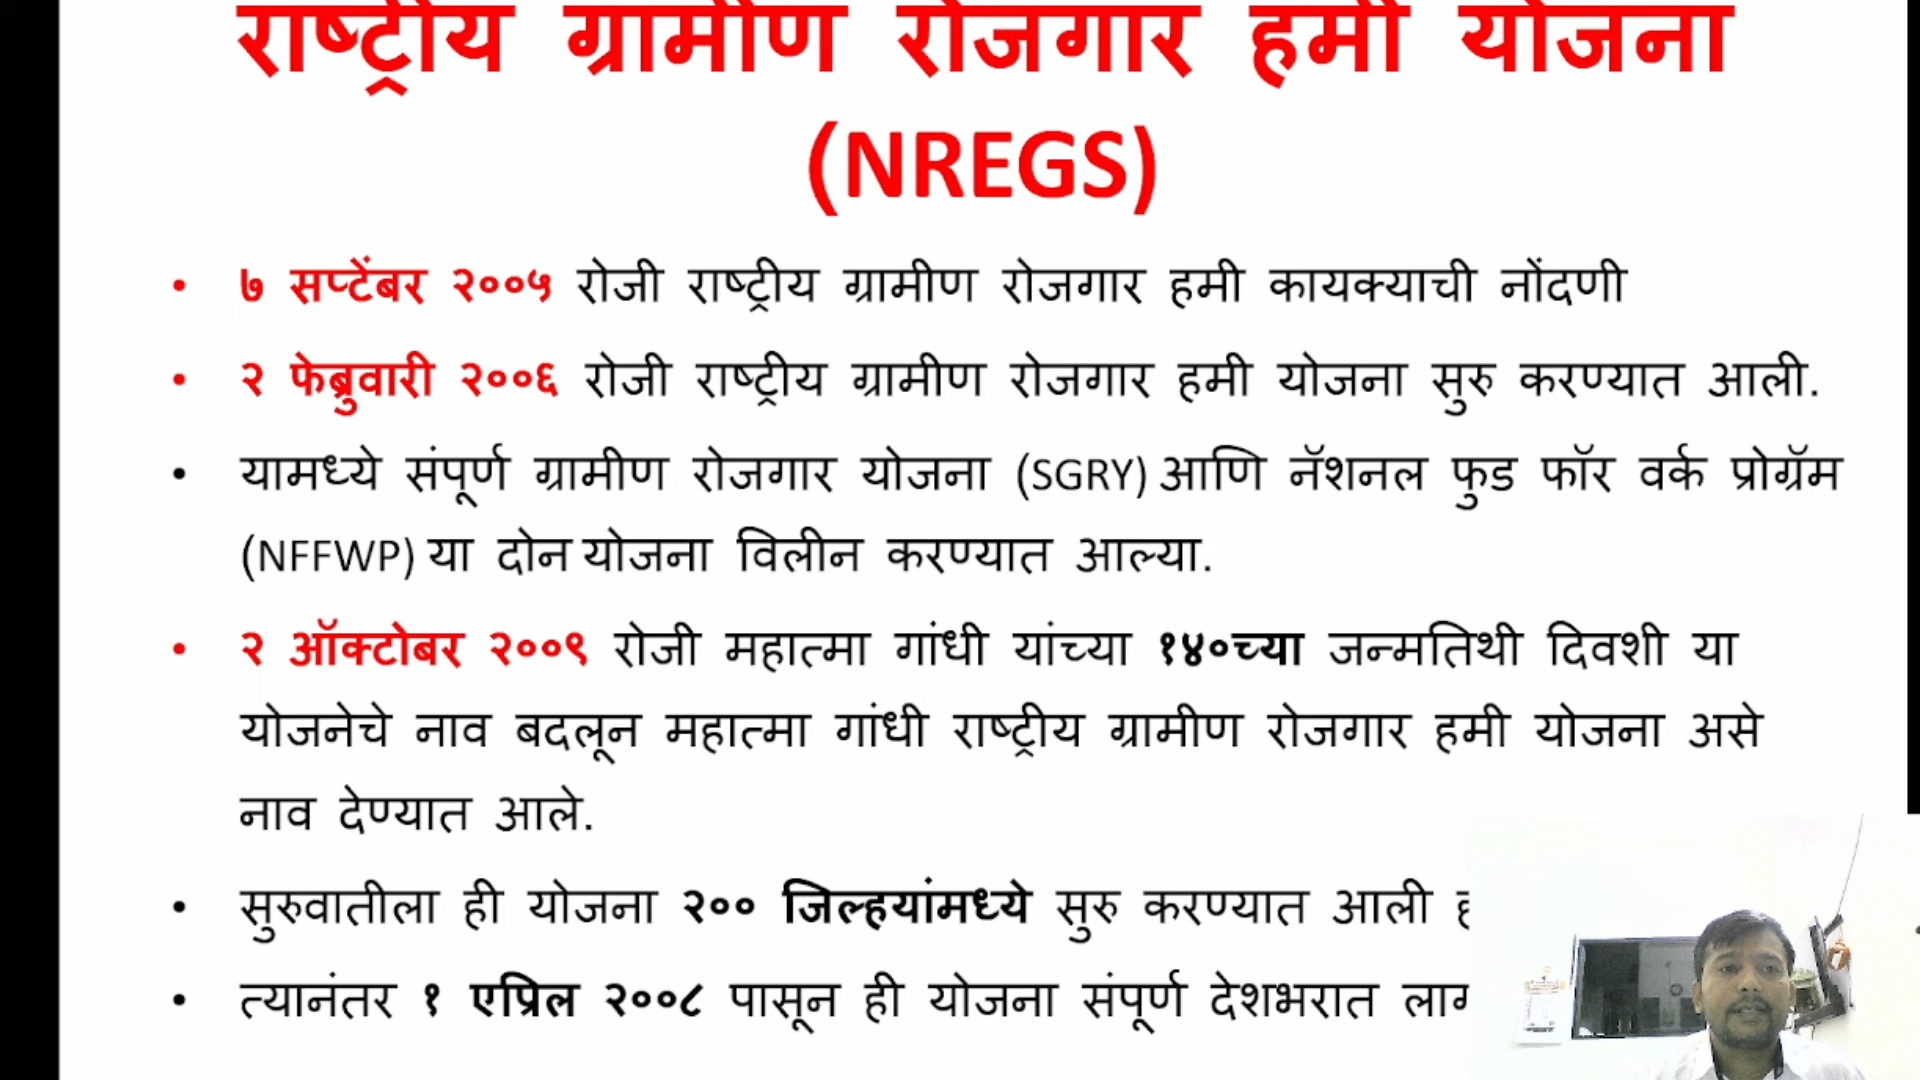 राष्ट्रीय ग्रामीण रोजगार हमी योजना
(NREGS)
• ७ सप्टेंबर २००५ रोजी राष्ट्रीय ग्रामीण रोजगार हमी कायक्याची नोंदणी
• २ फेब्रुवारी २००६ रोजी राष्ट्रीय ग्रामीण रोजगार हमी योजना सुरु करण्यात आली.
• यामध्ये संपूर्ण ग्रामीण रोजगार योजना (SGRY) आणि नॅशनल फुड फॉर वर्क प्रोग्रॅम
(NFFWP) या दोन योजना विलीन करण्यात आल्या.
• २ ऑक्टोबर २००९ रोजी महात्मा गांधी यांच्या १४०च्या जन्मतिथी दिवशी या
योजनेचे नाव बदलून महात्मा गांधी राष्ट्रीय ग्रामीण रोजगार हमी योजना असे
नाव देण्यात आले.
• सुरुवातीला ही योजना २०० जिल्हयांमध्ये सुरु करण्यात आली
• त्यानंतर १ एप्रिल २००८ पासून ही योजना संपूर्ण देशभरात